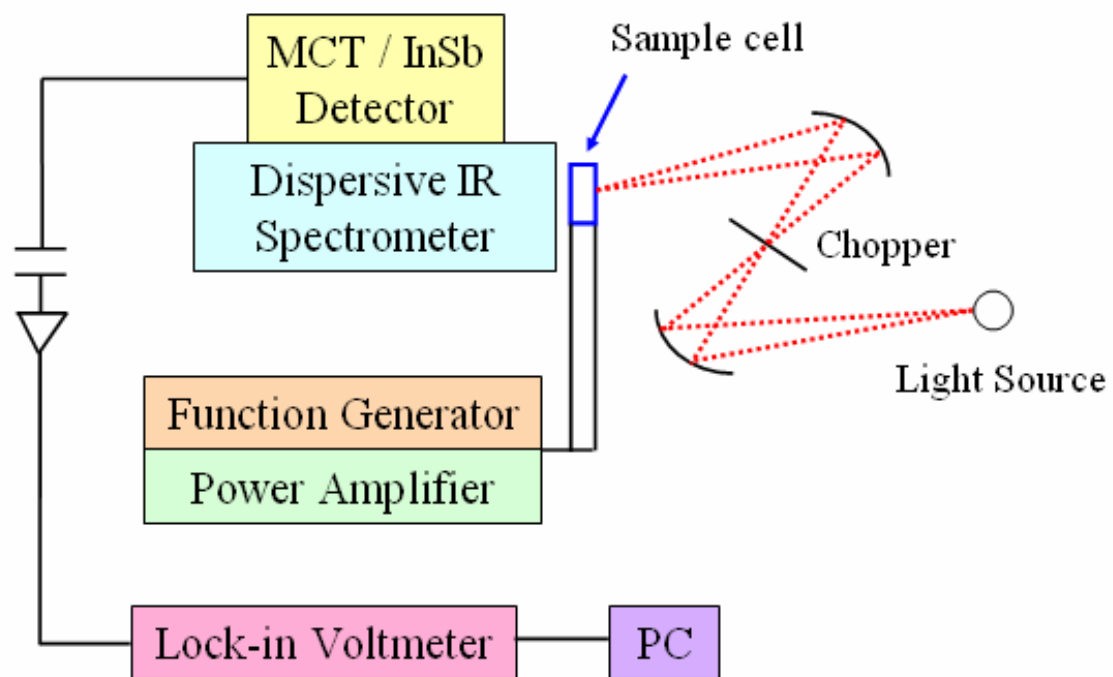 MCT / InSb
Detector
Sample cell
Dispersive IR
Spectrometer
Chopper
Light Source
Function Generator
Power Amplifier
Lock-in Voltmeter
PC